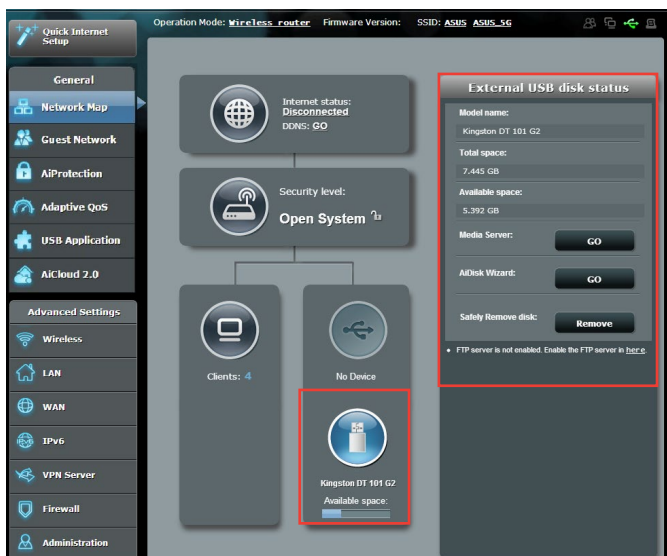 Quick Internet
Setup
Operation Mode: Wireless router Firmware Version: SSID: ASUS ASUS_5G
General
Network Map
Guest Network
AiProtection
Adaptive QoS
USB Application
AiCloud 2.0
Advanced Settings
Wireless
LAN
WAN
IPv6
VPN Server
Firewall
Administration
Internet status:
Disconnected
DDNS: GO
Security level:
Open System
Clients: 4
No Device
Kingston DT 101 G2
Available space:
External USB disk status
Model name:
Kingston DT 101 G2
Total space:
7.445 GB
Available space:
5.392 GB
Media Server: GO
AiDisk Wizard: GO
Safely Remove disk: Remove
• FTP server is not enabled. Enable the FTP server in here.